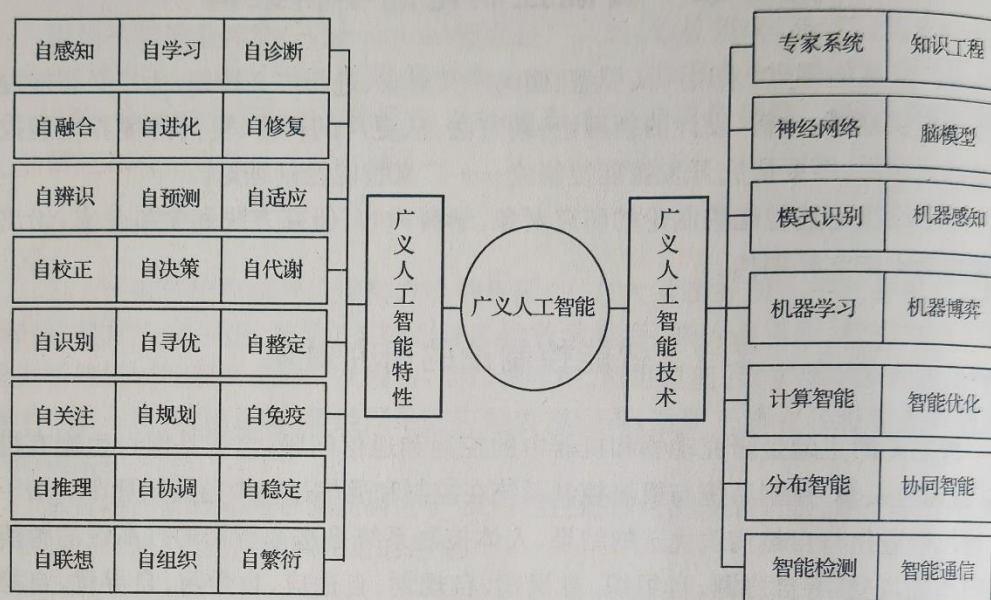 自感知 自学习 自诊断
自融合 自进化 自修复
自辨识 自预测 自适应
自校正 自决策 自代谢
自识别 自寻优 自整定
自关注 自规划 自免疫
自推理 自协调 自稳定
自联想 自组织 自繁衍
广义人工智能特性
广义人工智能
广义人工智能技术
专家系统 知识工程
神经网络 脑模型
模式识别 机器感知
机器学习 机器博弈
计算智能 智能优化
分布智能 协同智能
智能检测 智能通信